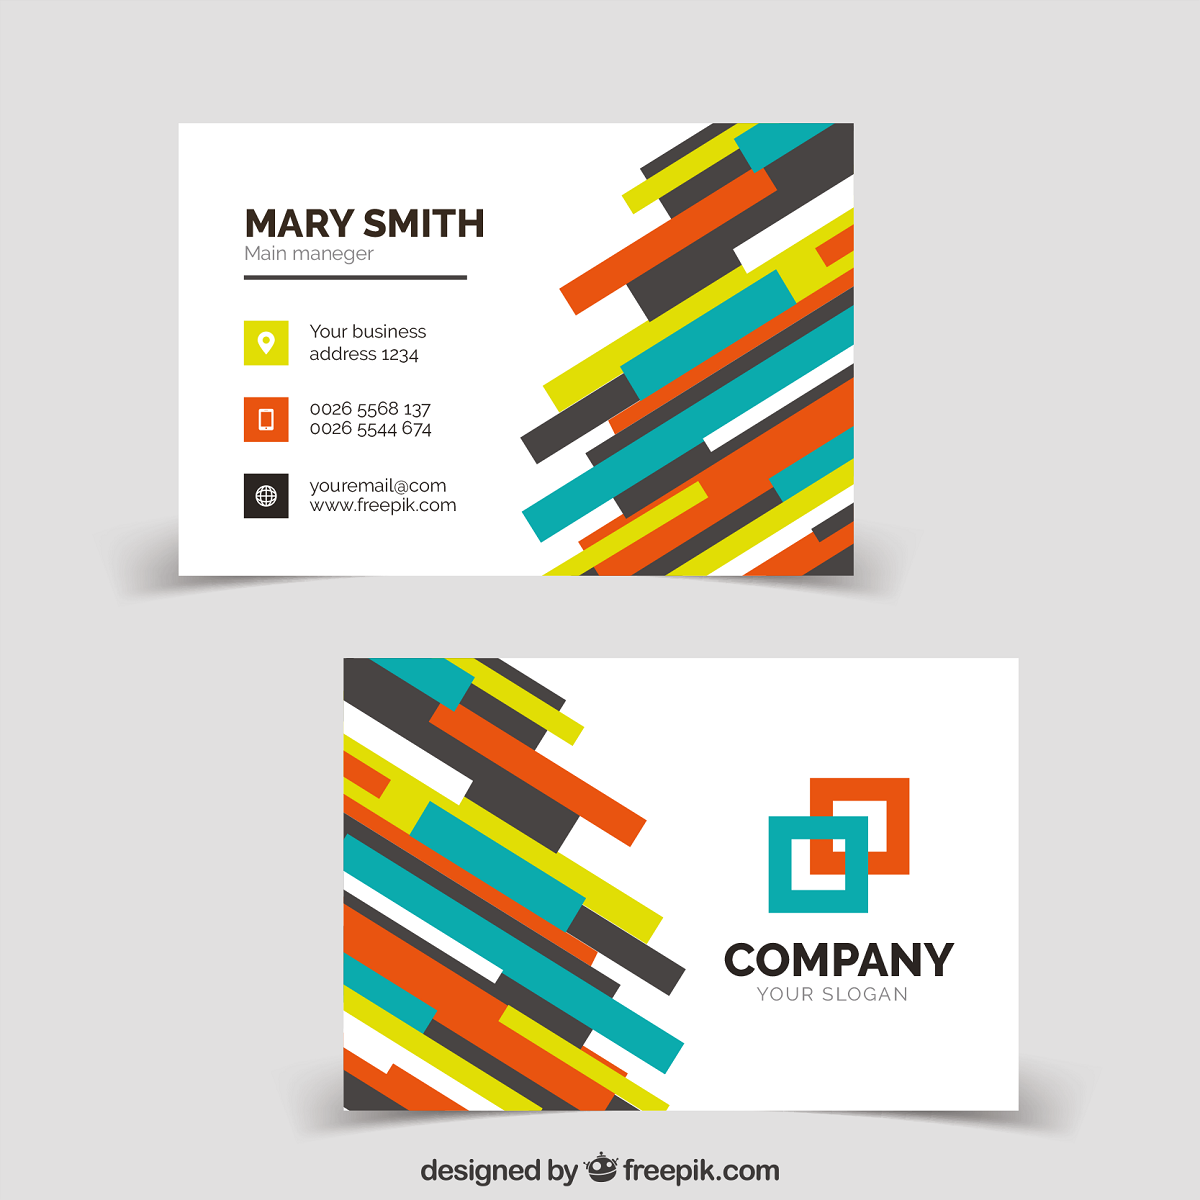 MARY SMITH
Main maneger
Your business
address 1234
0026 5568 137
0026 5544 674
youremail@com
www.freepik.com
COMPANY
YOUR SLOGAN
designed by freepik.com